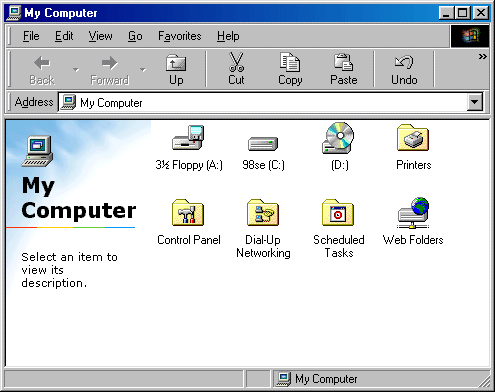 My Computer
File Edit View Go Favorites Help
Back Forward Up Cut Copy Paste Undo »
Address My Computer
My
Computer
Select an item to
view its
description.
3½ Floppy (A:) 98se (C:) (D:) Printers
Control Panel Dial-Up
Networking Scheduled
Tasks Web Folders
My Computer